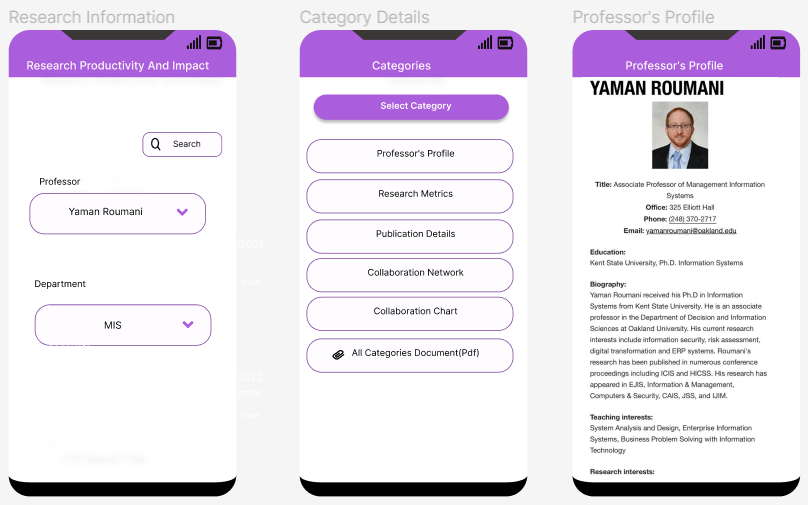 Research Information
Research Productivity And Impact
Search
Professor
Yaman Roumani
Department
MIS
Category Details
Categories
Select Category
Professor's Profile
Research Metrics
Publication Details
Collaboration Network
Collaboration Chart
All Categories Document(Pdf)
Professor's Profile
Professor's Profile
YAMAN ROUMANI
Title: Associate Professor of Management Information
Systems
Office: 325 Elliott Hall
Phone: (248) 370-2717
Email: yamanroumani@oakland.edu
Education:
Kent State University, Ph.D. Information Systems
Biography:
Yaman Roumani received his Ph.D in Information
Systems from Kent State University. He is an associate
professor in the Department of Decision and Information
Sciences at Oakland University. His current research
interests include information security, risk assessment,
digital transformation and ERP systems. Roumani's
research has been published in numerous conference
proceedings including ICIS and HICSS. His research has
appeared in EJIS, Information & Management,
Computers & Security, CAIS, JSS, and IJIM.
Teaching interests:
System Analysis and Design, Enterprise Information
Systems, Business Problem Solving with Information
Technology
Research interests: